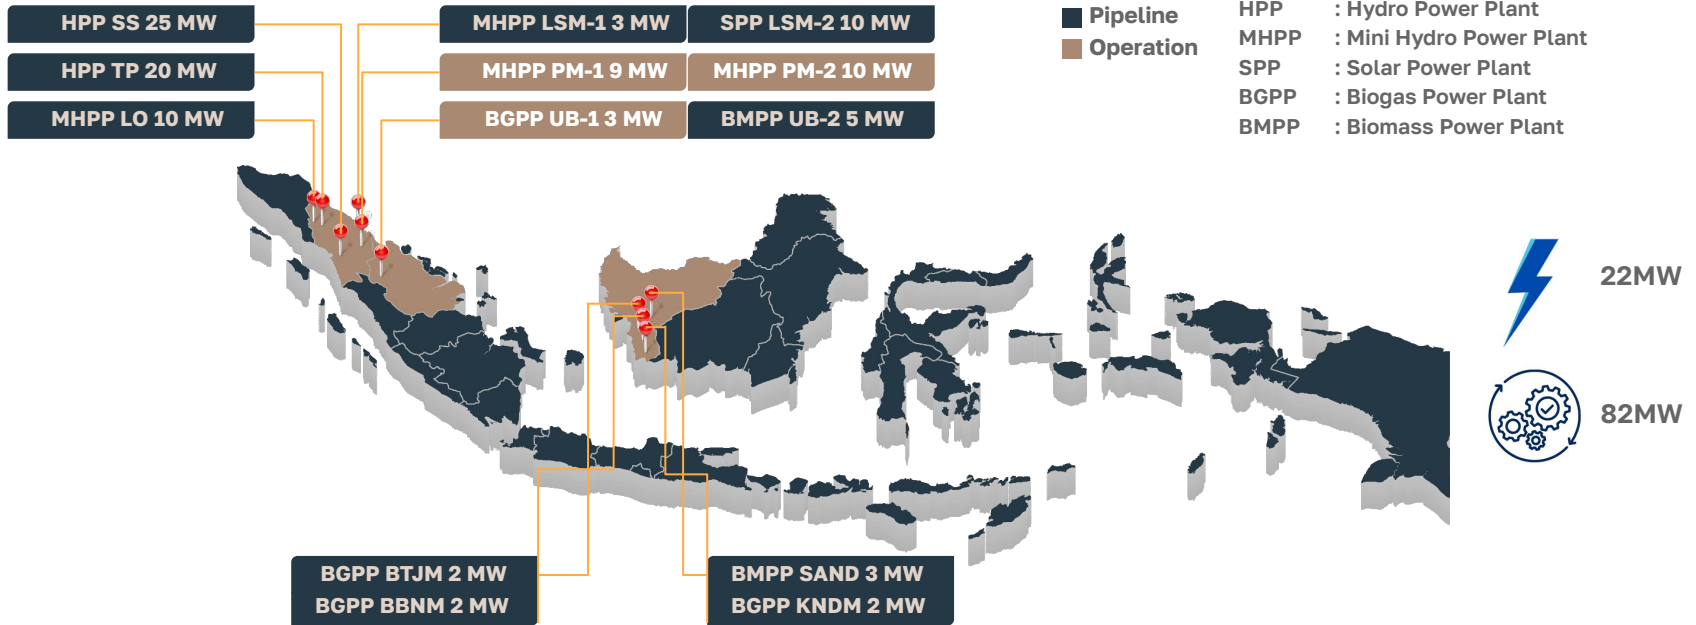 HPP SS 25 MW
HPP TP 20 MW
MHPP LO 10 MW
MHPP LSM-1 3 MW
SPP LSM-2 10 MW
MHPP PM-1 9 MW
MHPP PM-2 10 MW
BGPP UB-1 3 MW
BMPP UB-2 5 MW
Pipeline
Operation
HPP : Hydro Power Plant
MHPP : Mini Hydro Power Plant
SPP : Solar Power Plant
BGPP : Biogas Power Plant
BMPP : Biomass Power Plant
22MW
82MW
BGPP BTJM 2 MW
BGPP BBNM 2 MW
BMPP SAND 3 MW
BGPP KNDM 2 MW